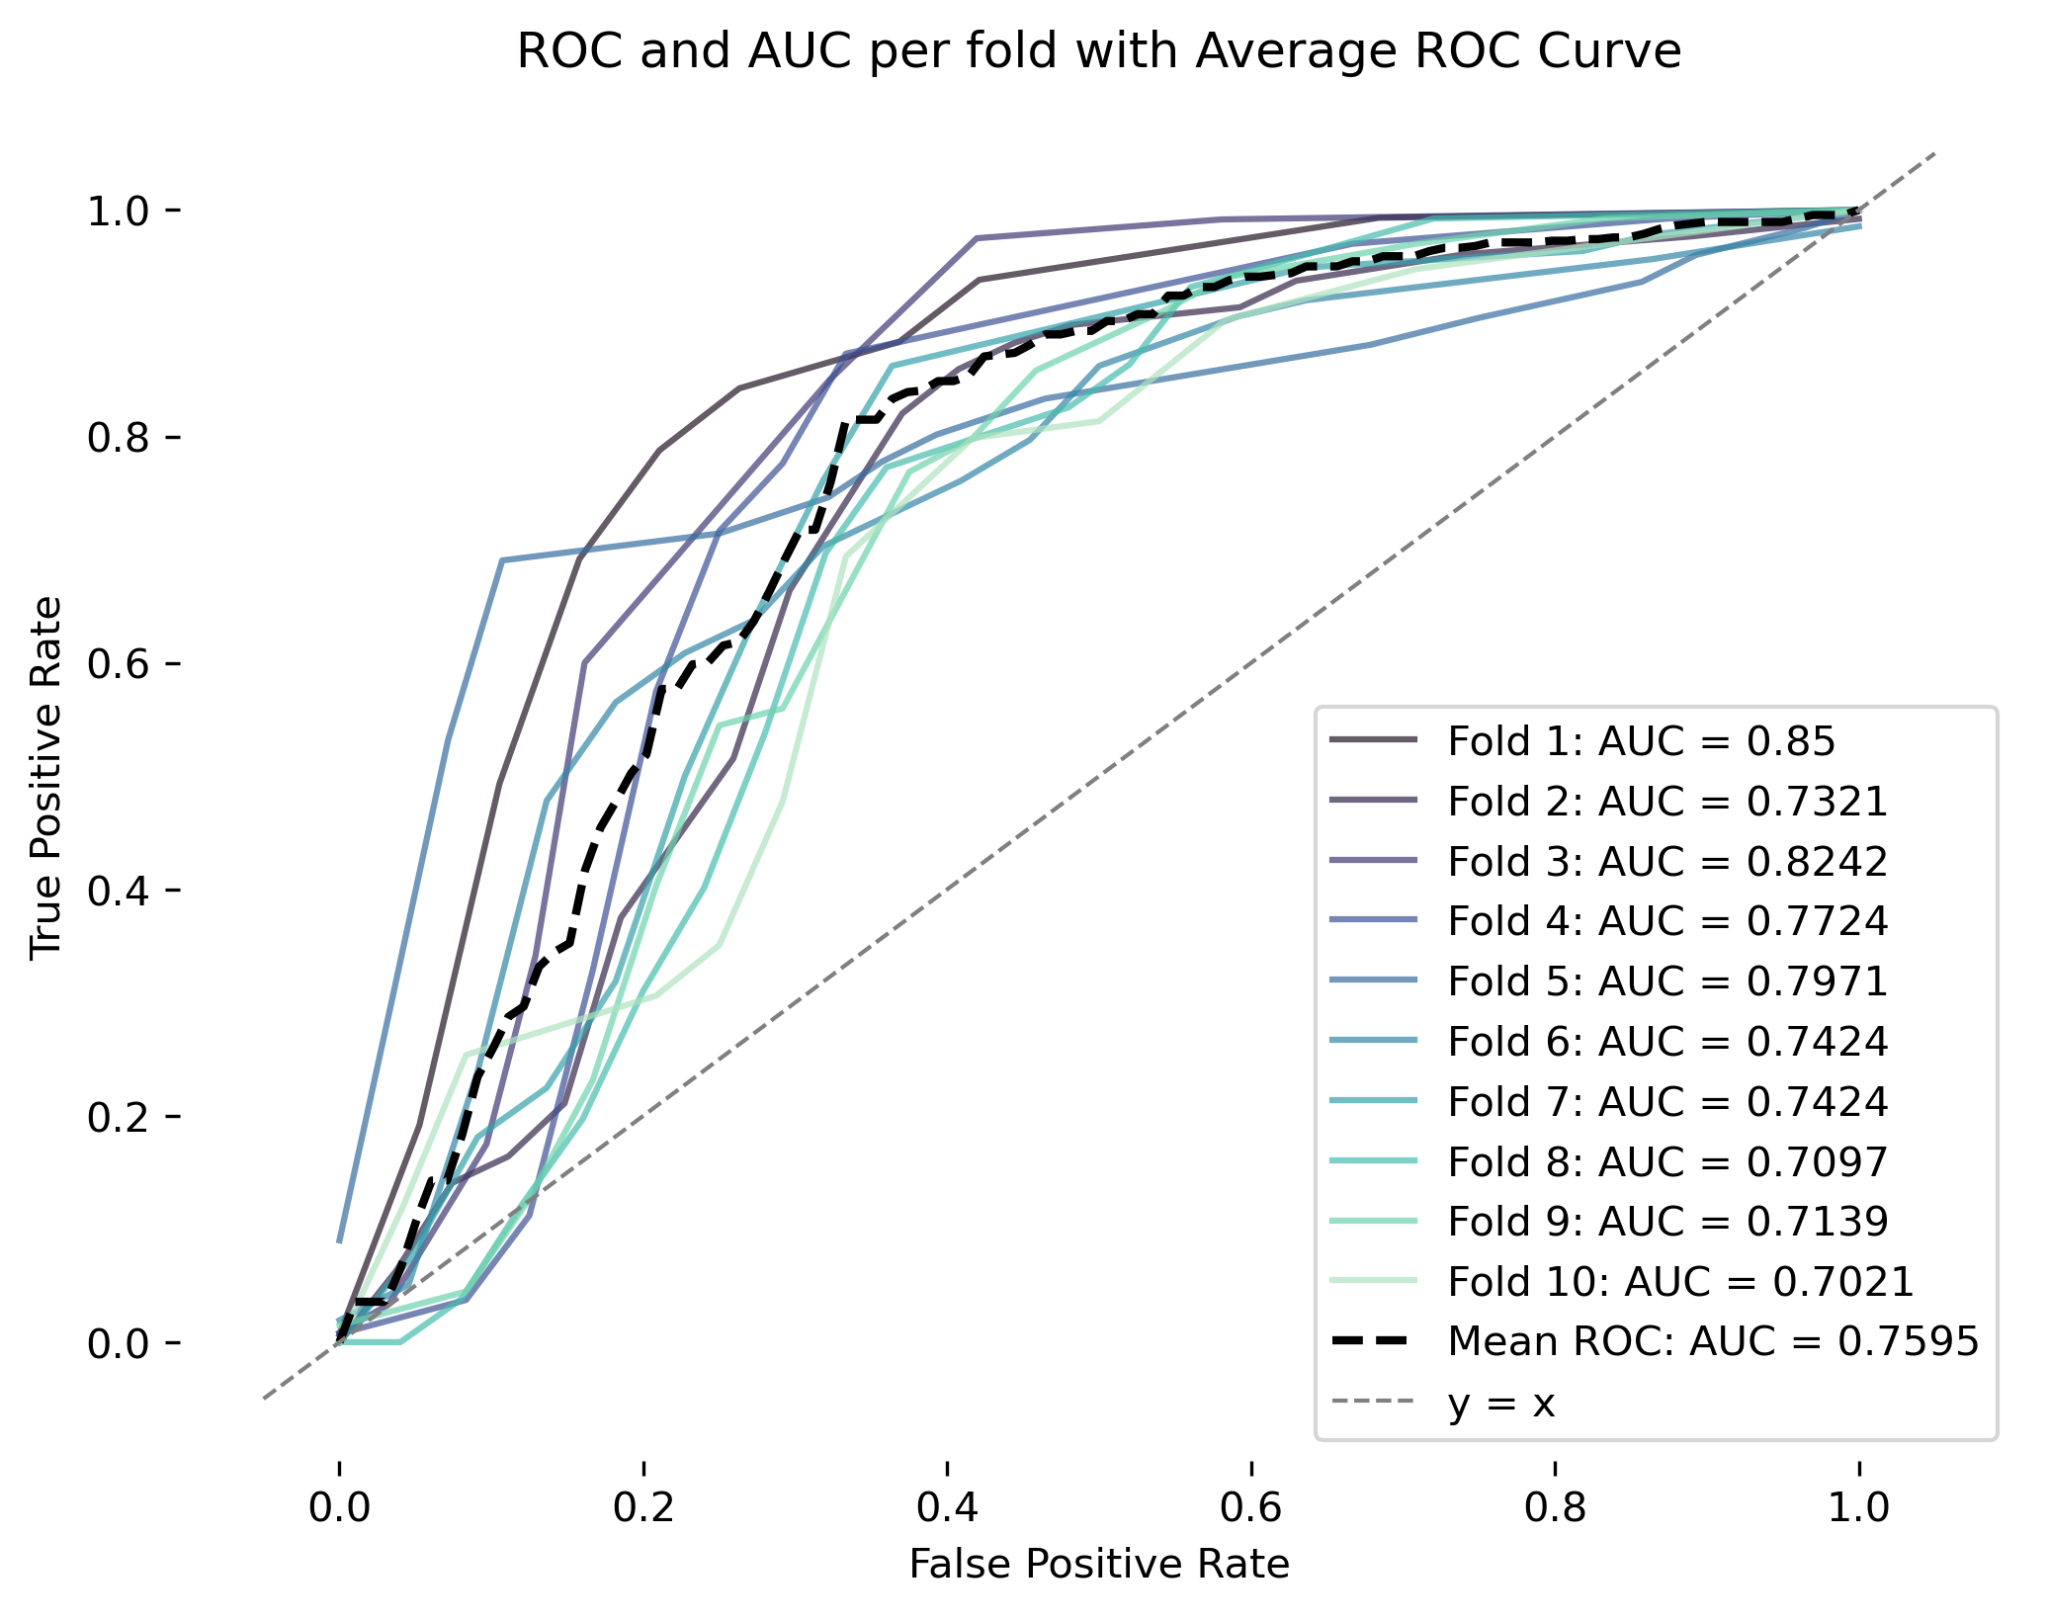 ROC and AUC per fold with Average ROC Curve
1.0
0.8
0.6
0.4
0.2
0.0
True Positive Rate
Fold 1: AUC = 0.85
Fold 2: AUC = 0.7321
Fold 3: AUC = 0.8242
Fold 4: AUC = 0.7724
Fold 5: AUC = 0.7971
Fold 6: AUC = 0.7424
Fold 7: AUC = 0.7424
Fold 8: AUC = 0.7097
Fold 9: AUC = 0.7139
Fold 10: AUC = 0.7021
Mean ROC: AUC = 0.7595
y = x
0.0 0.2 0.4 0.6 0.8 1.0
False Positive Rate